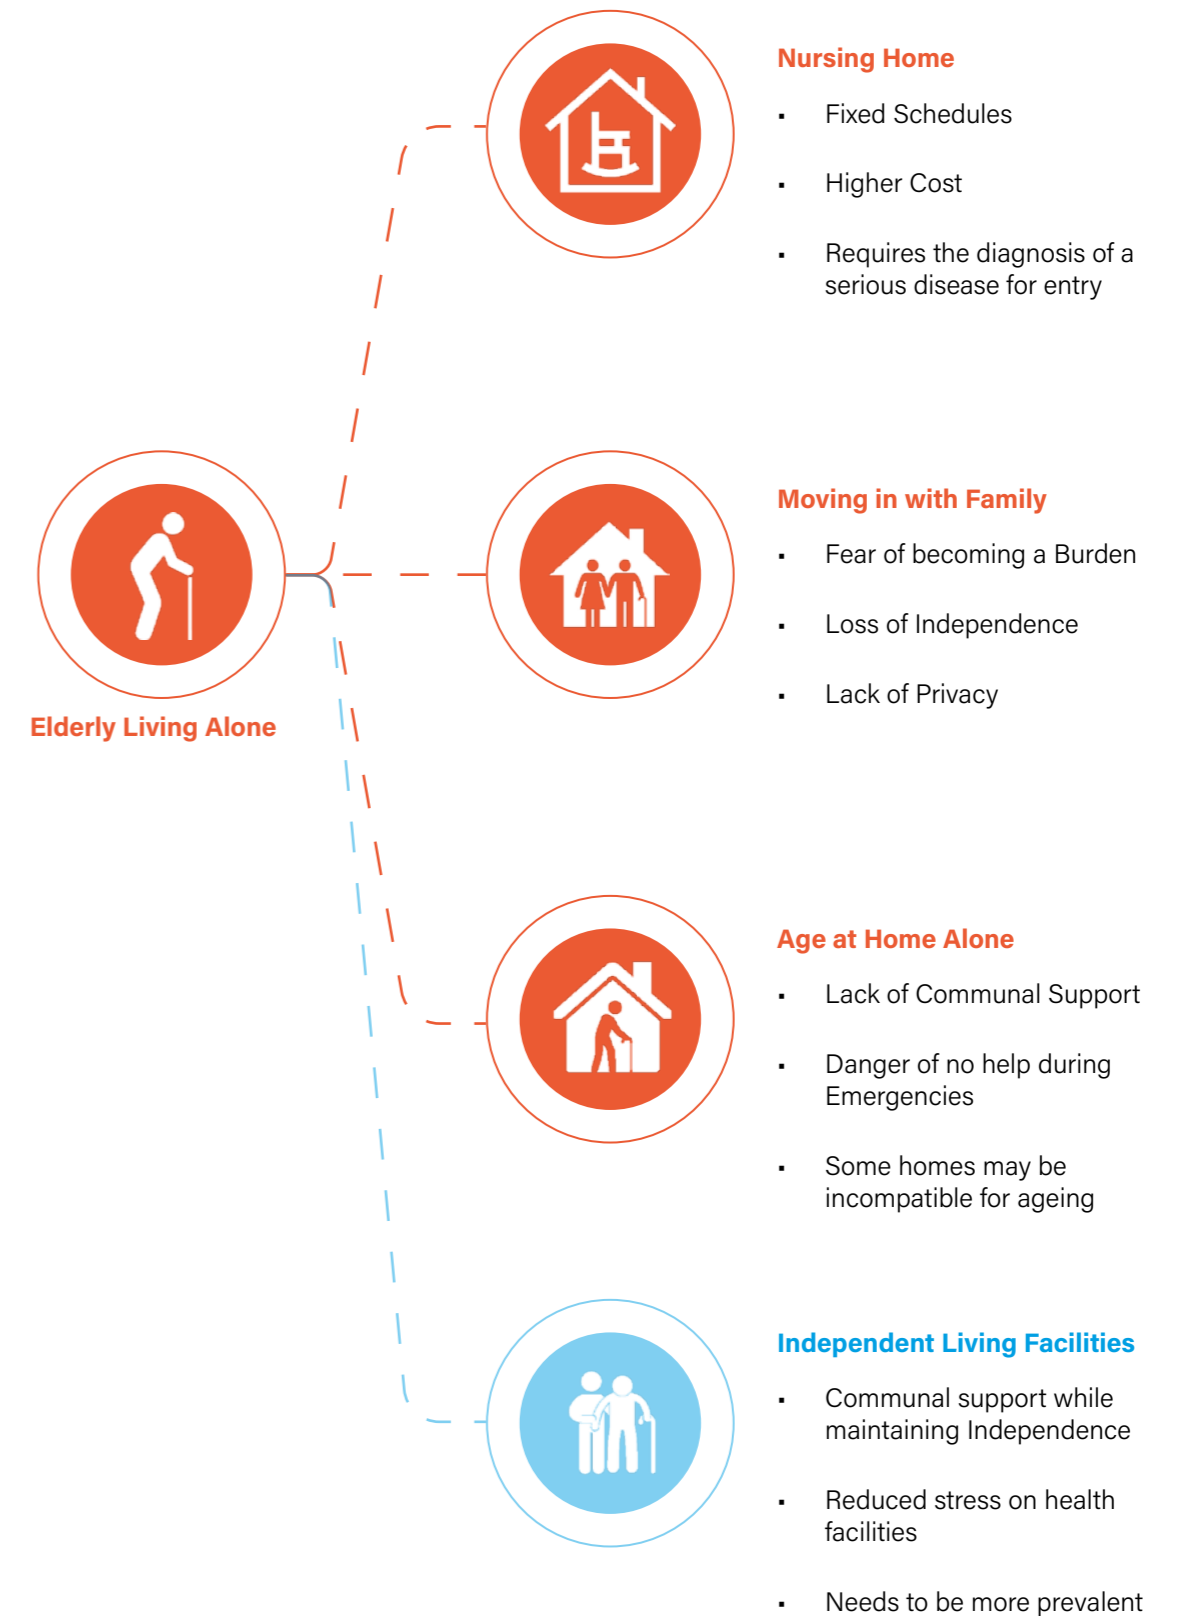 Nursing Home
▪ Fixed Schedules
▪ Higher Cost
▪ Requires the diagnosis of a
serious disease for entry
Elderly Living Alone
Moving in with Family
▪ Fear of becoming a Burden
▪ Loss of Independence
▪ Lack of Privacy
Age at Home Alone
▪ Lack of Communal Support
▪ Danger of no help during
Emergencies
▪ Some homes may be
incompatible for ageing
Independent Living Facilities
▪ Communal support while
maintaining Independence
▪ Reduced stress on health
facilities
▪ Needs to be more prevalent